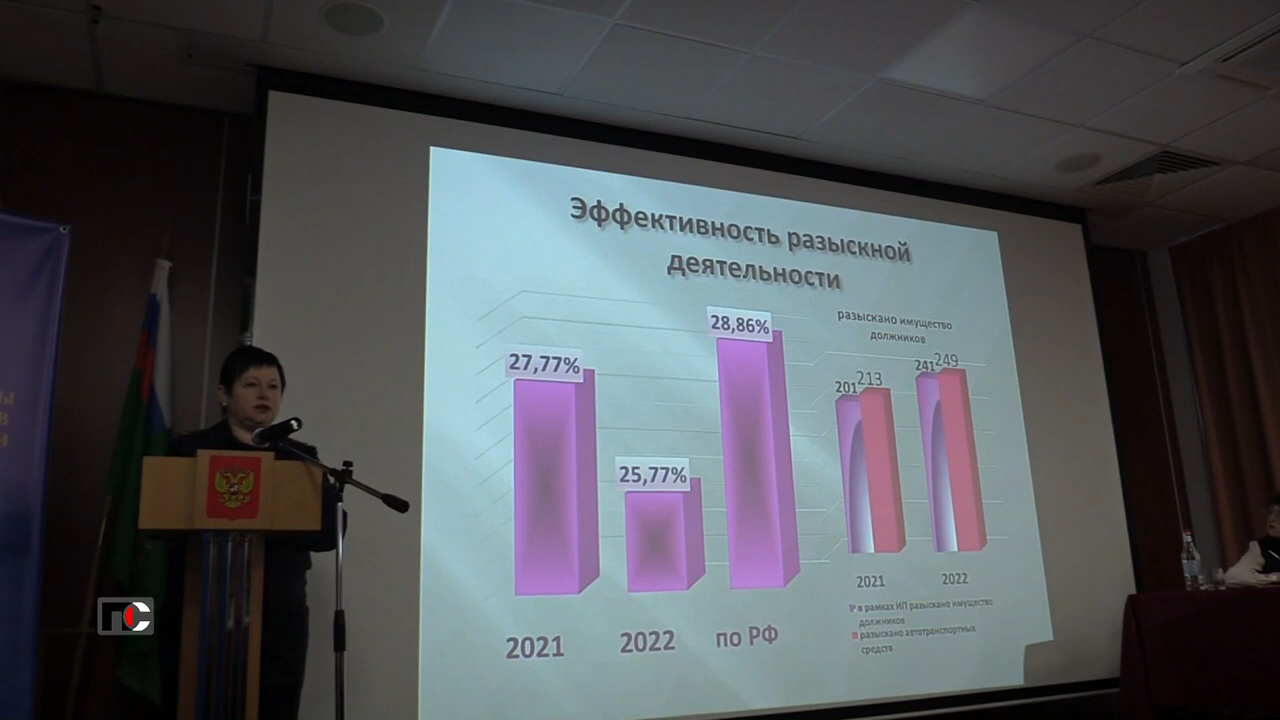 Эффективность разыскной
деятельности
27,77%
25,77%
28,86%
2021
2022
по РФ
разыскано имущество
должников
201
213
241
249
2021
2022
в рамках ИП разыскано имущество
должников
разыскано автотранспортных
средств
ПС